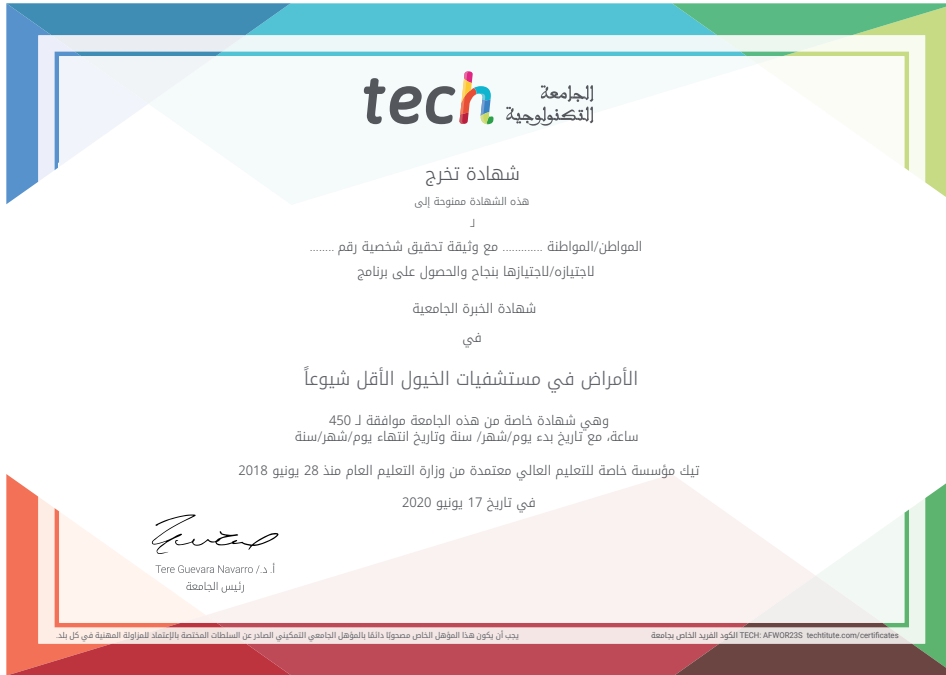 tech الجامعة
التكنولوجية
شهادة تخرج
هذه الشهادة ممنوحة إلى
لـ
المواطن/المواطنة ............ مع وثيقة تحقيق شخصية رقم ........
لاجتيازه/لاجتيازها بنجاح والحصول على برنامج
شهادة الخبرة الجامعية
في
الأمراض في مستشفيات الخيول الأقل شيوعاً
وهي شهادة خاصة من هذه الجامعة موافقة لـ 450
ساعة، مع تاريخ بدء يوم/شهر/ سنة وتاريخ انتهاء يوم/شهر/سنة
تيك مؤسسة خاصة للتعليم العالي معتمدة من وزارة التعليم العام منذ 28 يونيو 2018
في تاريخ 17 يونيو 2020
أ. د./ Tere Guevara Navarro
رئيس الجامعة
يجب أن يكون هذا المؤهل الخاص مصحوبًا دائمًا بالمؤهل الجامعي التمكيني الصادر عن السلطات المختصة بالإعتماد للمزاولة المهنية في كل بلد.
الكود الفريد الخاص بجامعة TECH: AFWOR23S techtitute.com/certificates